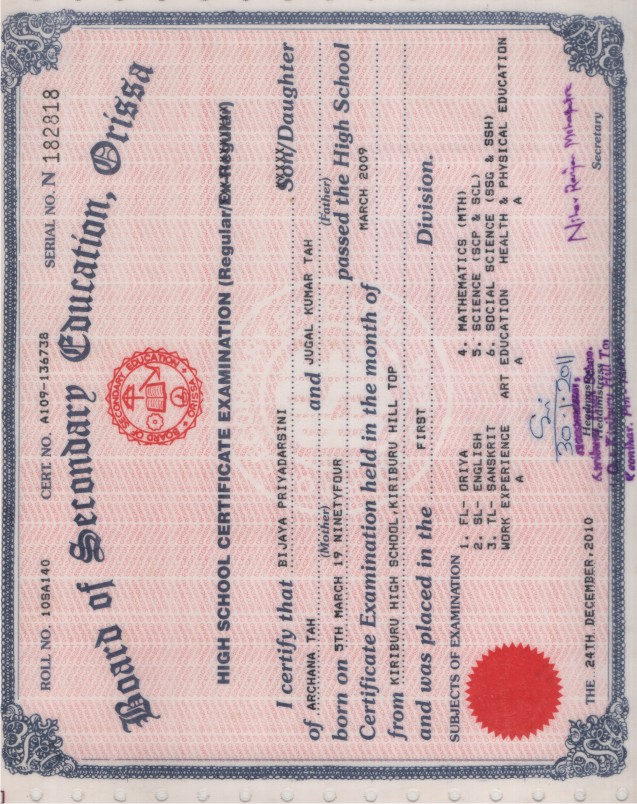 ROLL NO. 109A140 CERT. NO. A109-136738 SERIAL NO. N 182818
Board of Secondary Education, Orissa
BOARD OF SECONDARY EDUCATION ORISSA
HIGH SCHOOL CERTIFICATE EXAMINATION (Regular/Ex-Regular)
I certify that BIJAYA PRIYADARSINI Son/Daughter
of ARCHANA TAH and JUGAL KUMAR TAH
(Mother) (Father)
born on 5TH MARCH 19 NINETYFOUR passed the High School
Certificate Examination held in the month of MARCH 2009
from KIRIBURU HIGH SCHOOL,KIRIBURU HILL TOP
and was placed in the FIRST Division.
SUBJECTS OF EXAMINATION
1. FL- ORIYA 4. MATHEMATICS (MTH)
2. SL- ENGLISH 5. SCIENCE (SCP & SCL)
3. TL- SANSKRIT 6. SOCIAL SCIENCE (SSG & SSH)
WORK EXPERIENCE ART EDUCATION HEALTH & PHYSICAL EDUCATION
A A A
30.1.2011
THE 24TH DECEMBER,2010
Secretary